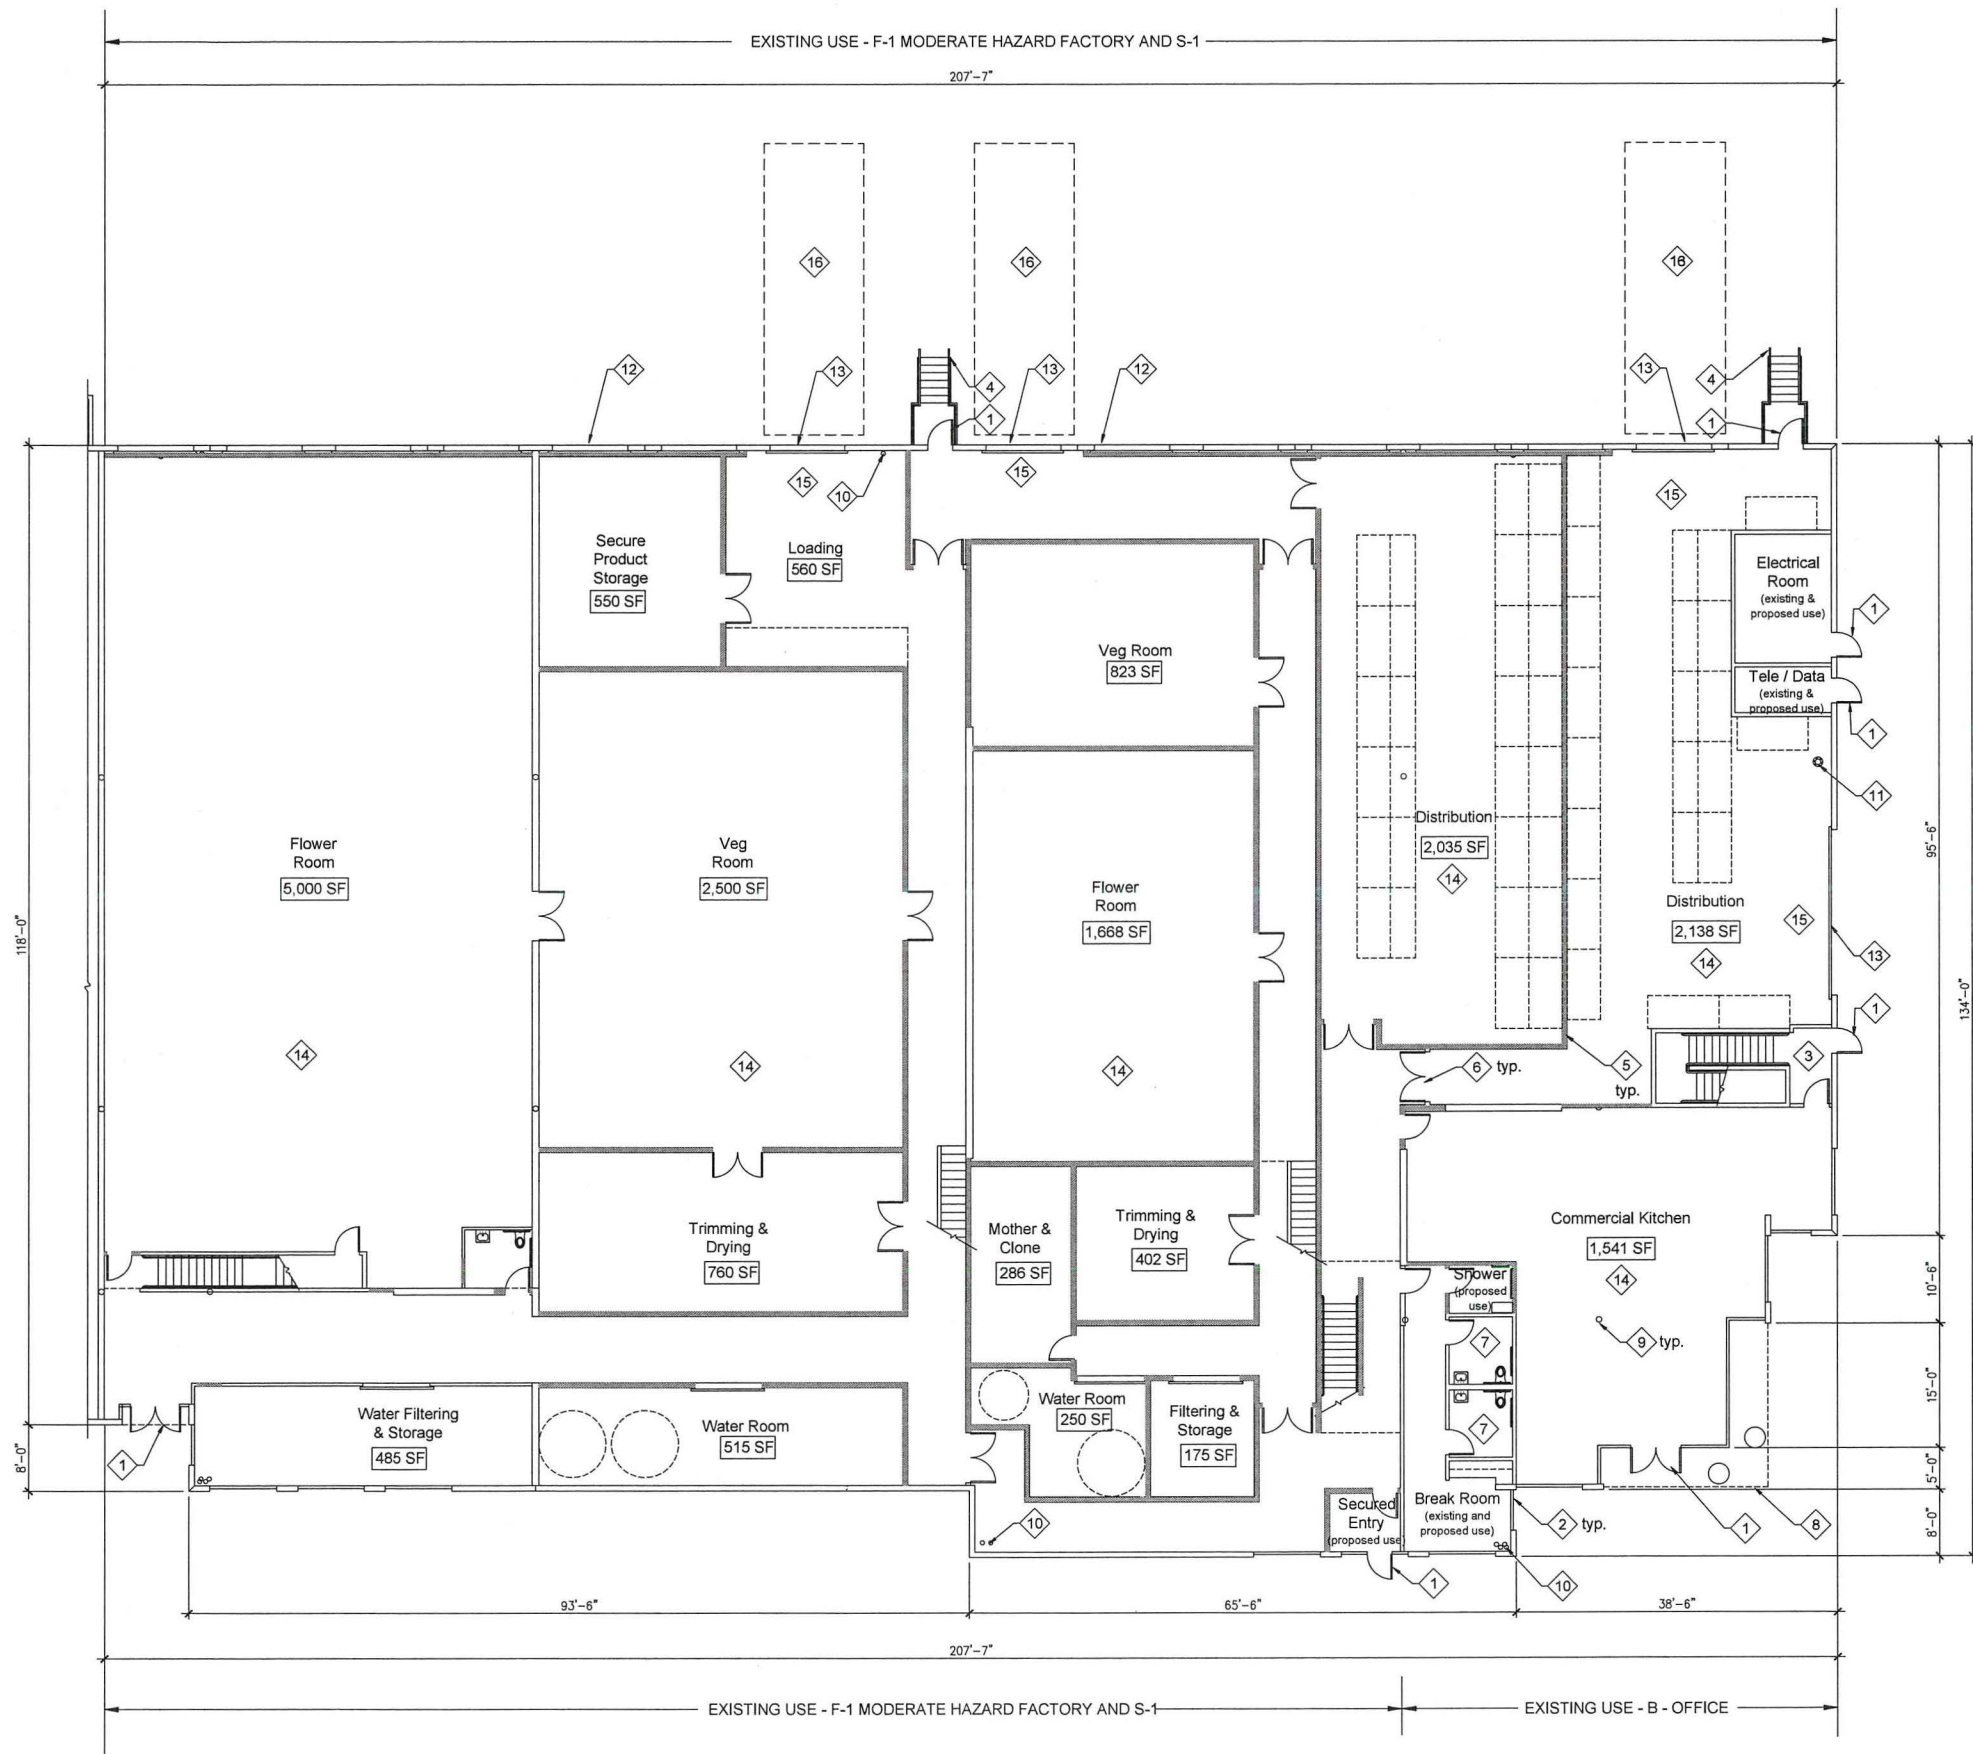 EXISTING USE - F-1 MODERATE HAZARD FACTORY AND S-1
207'-7"
16
16
16
12
13
4
1
13
12
13
4
1
15
10
15
15
Secure
Product
Storage
550 SF
Loading
560 SF
Electrical
Room
(existing &
proposed use)
1
Veg Room
823 SF
Tele / Data
(existing &
proposed use)
1
11
Flower
Room
5,000 SF
Veg
Room
2,500 SF
Flower
Room
1,668 SF
Distribution
2,035 SF
14
Distribution
2,138 SF
14
15
13
118'-0"
95'-6"
134'-0"
14
14
14
6 typ.
5
typ.
3
1
Trimming &
Drying
760 SF
Mother &
Clone
286 SF
Trimming &
Drying
402 SF
Commercial Kitchen
1,541 SF
14
Shower
(proposed
use)
9 typ.
7
7
10'-6"
15'-0"
5'-0"
8'-0"
8'-0"
1
Water Filtering
& Storage
485 SF
Water Room
515 SF
Water Room
250 SF
Filtering &
Storage
175 SF
10
Secured
Entry
(proposed use)
Break Room
(existing and
proposed use)
2 typ.
1
8
1
10
93'-6"
65'-6"
38'-6"
207'-7"
EXISTING USE - F-1 MODERATE HAZARD FACTORY AND S-1
EXISTING USE - B - OFFICE